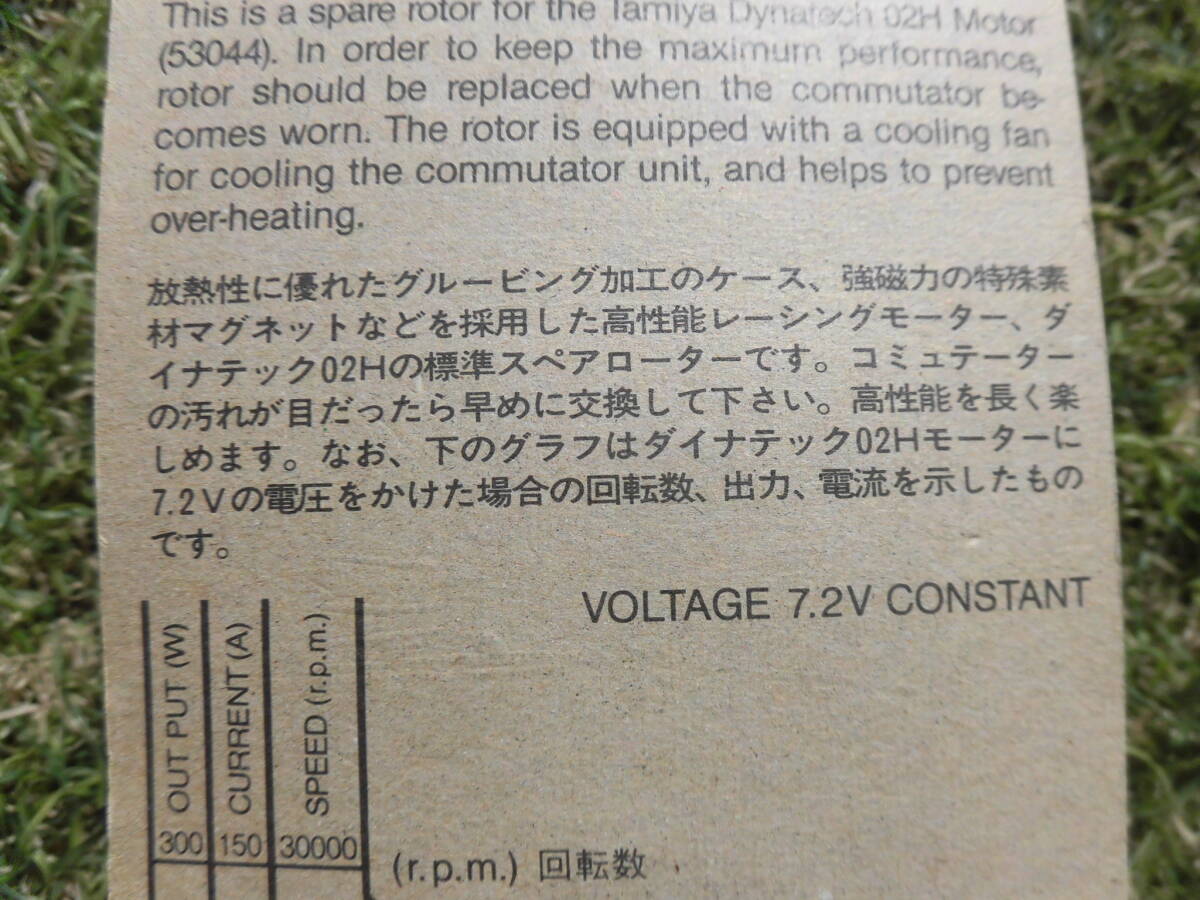 This is a spare rotor for the Tamiya Dynatech 02H Motor
(53044). In order to keep the maximum performance,
rotor should be replaced when the commutator be-
comes worn. The rotor is equipped with a cooling fan
for cooling the commutator unit, and helps to prevent
over-heating.
放熱性に優れたグルービング加工のケース、強磁力の特殊素
材マグネットなどを採用した高性能レーシングモーター、ダ
イナテック02Hの標準スペアローターです。コミュテーター
の汚れが目だったら早めに交換して下さい。高性能を長く楽
しめます。なお、下のグラフはダイナテック02Hモーターに
7.2Vの電圧をかけた場合の回転数、出力、電流を示したもの
です。
VOLTAGE 7.2V CONSTANT
OUT PUT (W)
CURRENT (A)
SPEED (r.p.m.)
300 150 30000
(r.p.m.) 回転数